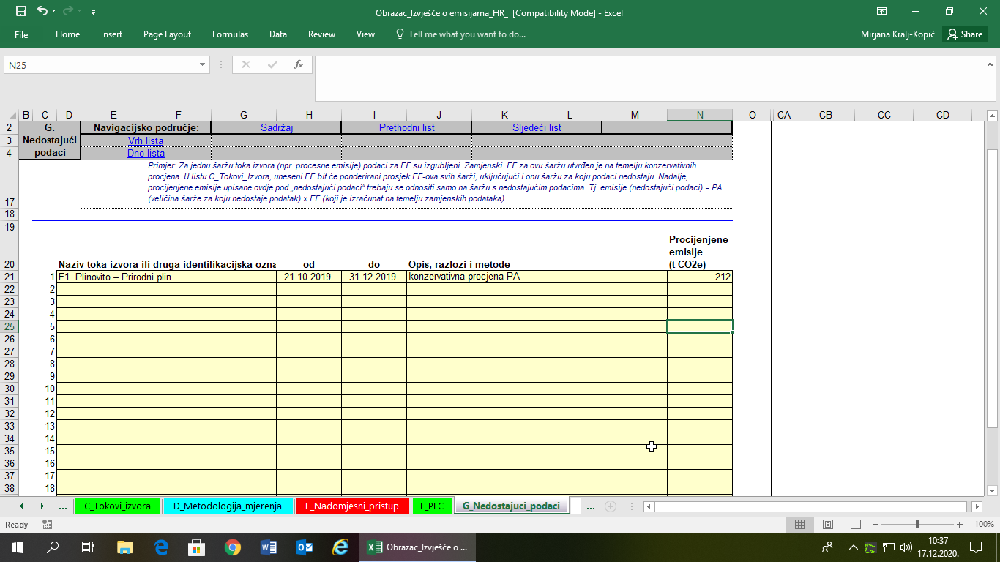 Obrazac_Izvješće o emisijama_HR_ [Compatibility Mode] - Excel
File Home Insert Page Layout Formulas Data Review View Tell me what you want to do... Mirjana Kralj-Kopić Share
N25 fx
B C D E F G H I J K L M N O CA CB CC CD
2 G. Navigacijsko područje: Sadržaj Prethodni list Sljedeći list
3 Nedostajući Vrh lista
4 podaci Dno lista
Primjer: Za jednu šaržu toka izvora (npr. procesne emisije) podaci za EF su izgubljeni. Zamjenski EF za ovu šaržu utvrđen je na temelju konzervativnih
procjena. U listu C_Tokovi_Izvora, uneseni EF bit će ponderirani prosjek EF-ova svih šarži, uključujući i onu šaržu za koju podaci nedostaju. Nadalje,
procijenjene emisije upisane ovdje pod „nedostajući podaci“ trebaju se odnositi samo na šaržu s nedostajućim podacima. Tj. emisije (nedostajući podaci) = PA
17 (veličina šarže za koju nedostaje podatak) x EF (koji je izračunat na temelju zamjenskih podataka).
18
19
Procijenjene
emisije
20 Naziv toka izvora ili druga identifikacijska ozna od do Opis, razlozi i metode (t CO2e)
21 1 F1. Plinovito – Prirodni plin 21.10.2019. 31.12.2019. konzervativna procjena PA 212
22 2
23 3
24 4
25 5
26 6
27 7
28 8
29 9
30 10
31 11
32 12
33 13
34 14
35 15
36 16
37 17
38 18
... C_Tokovi_izvora D_Metodologija_mjerenja E_Nadomjesni_pristup F_PFC G_Nedostajuci_podaci ...
Ready 100%
Obrazac_Izvješće o ... 10:37
17.12.2020.